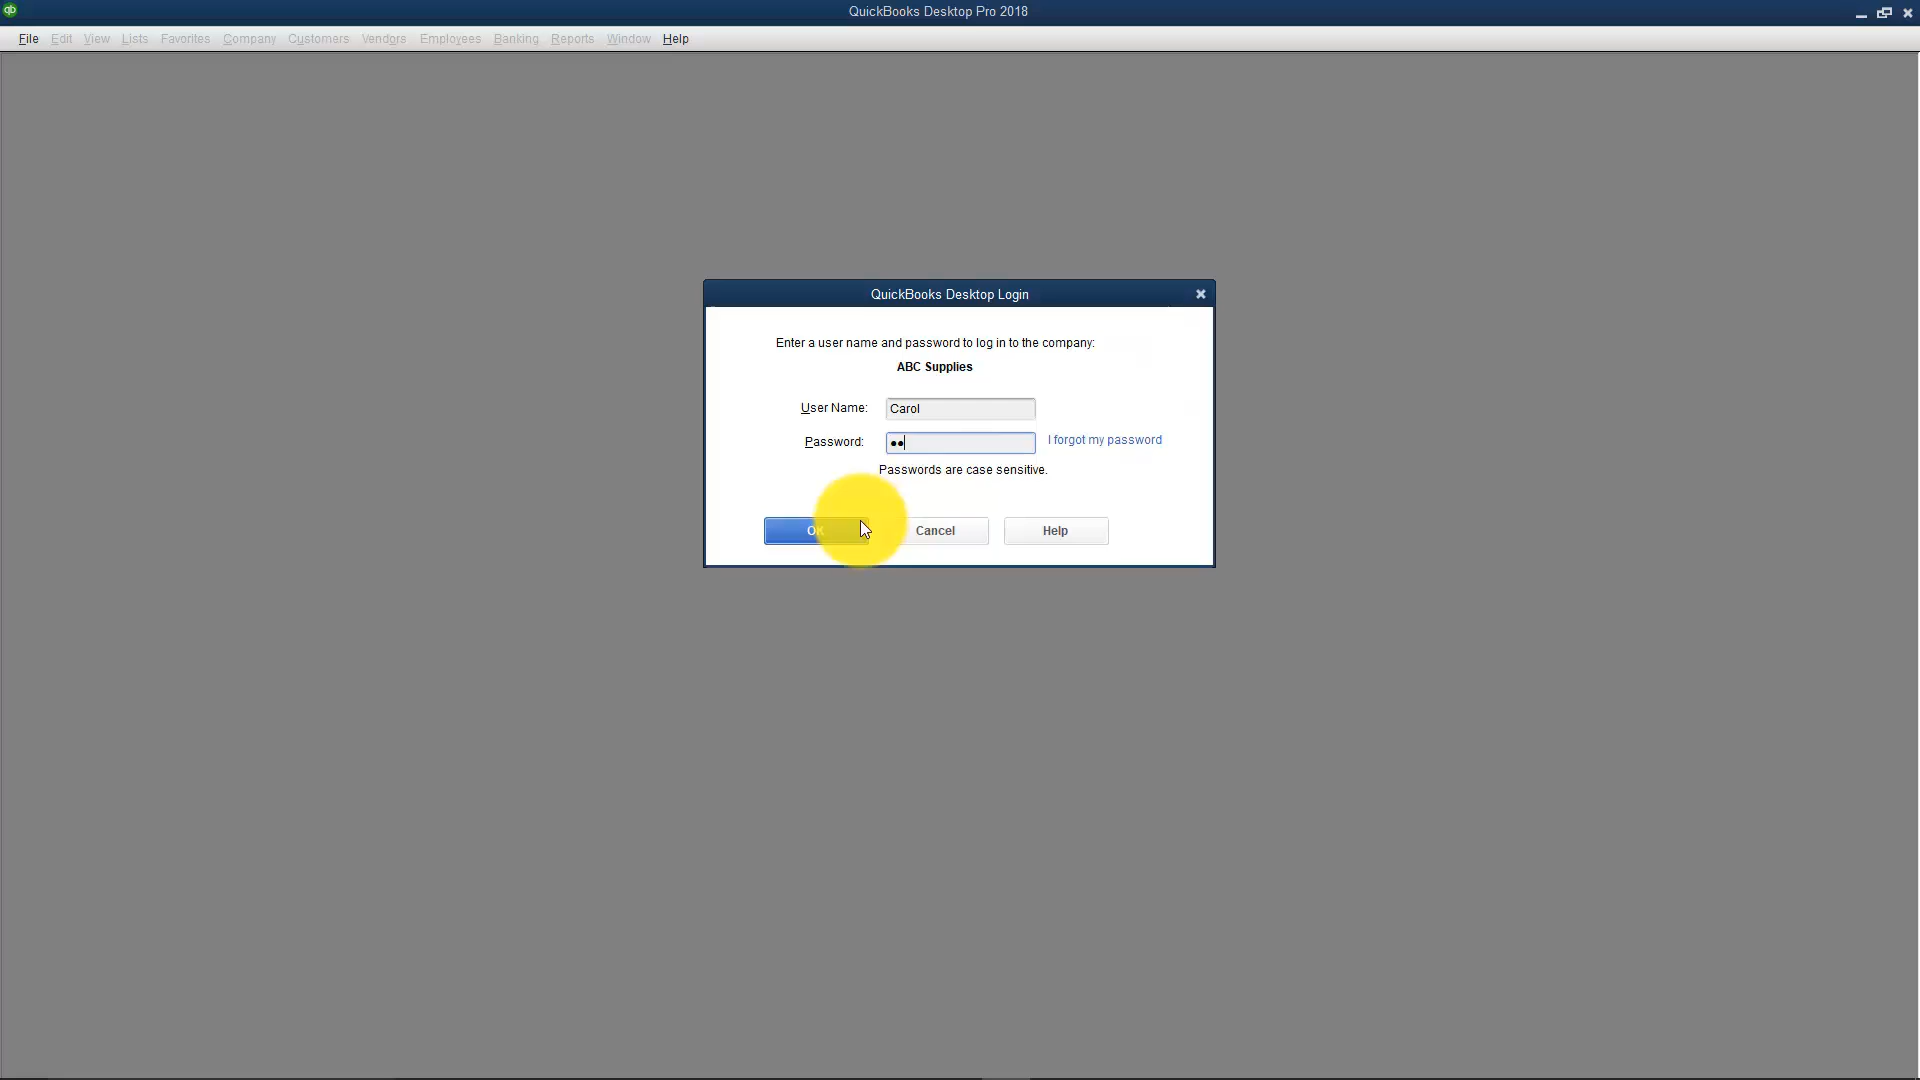 qb QuickBooks Desktop Pro 2018
File Edit View Lists Favorites Company Customers Vendors Employees Banking Reports Window Help
QuickBooks Desktop Login
Enter a user name and password to log in to the company:
ABC Supplies
User Name: Carol
Password: ●● I forgot my password
Passwords are case sensitive.
OK Cancel Help